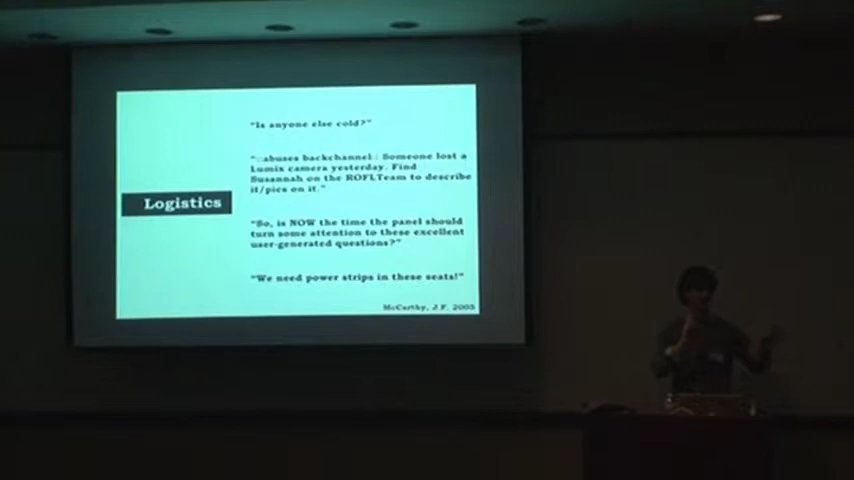 "Is anyone else cold?"
"::abuses backchannel:: Someone lost a
Lumix camera yesterday. Find
Susannah on the ROFLTeam to describe
it/pics on it."
Logistics
"So, is NOW the time the panel should
turn some attention to these excellent
user-generated questions?"
"We need power strips in these seats!"
McCarthy, J.F. 2005